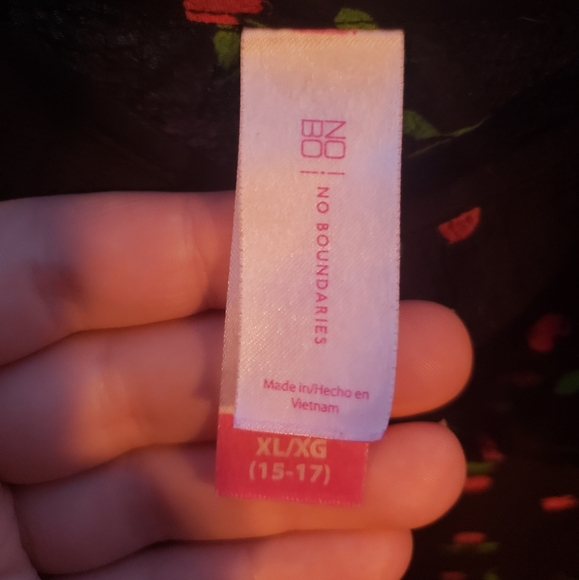 NO
BO
NO BOUNDARIES
Made in/Hecho en
Vietnam
XL/XG
(15-17)